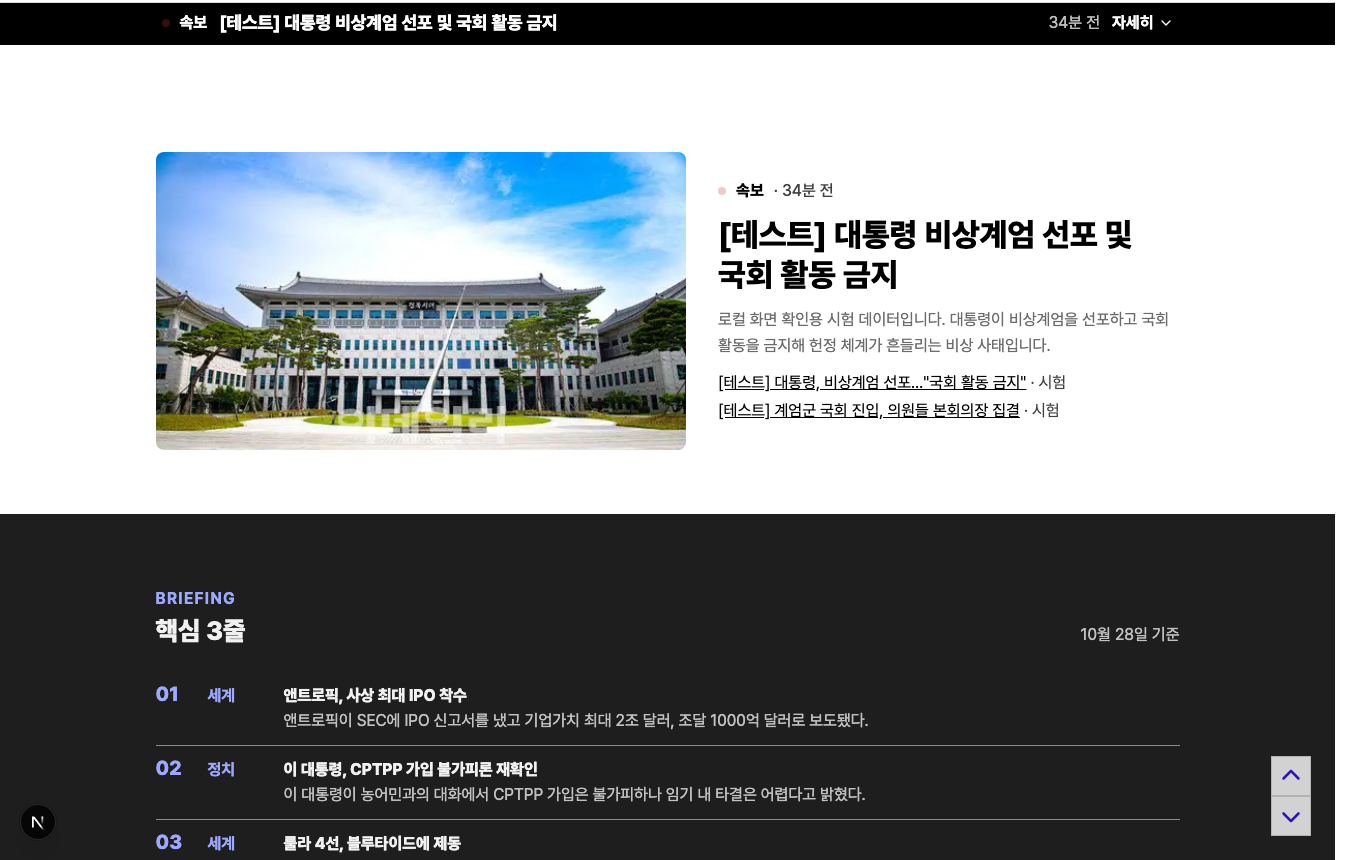 속보 [테스트] 대통령 비상계엄 선포 및 국회 활동 금지 34분 전 자세히
경북도청
이데일리
속보 · 34분 전
[테스트] 대통령 비상계엄 선포 및
국회 활동 금지
로컬 화면 확인용 시험 데이터입니다. 대통령이 비상계엄을 선포하고 국회
활동을 금지해 헌정 체계가 흔들리는 비상 사태입니다.
[테스트] 대통령, 비상계엄 선포..."국회 활동 금지" · 시험
[테스트] 계엄군 국회 진입, 의원들 본회의장 집결 · 시험
BRIEFING
핵심 3줄
10월 28일 기준
01 세계 앤트로픽, 사상 최대 IPO 착수
앤트로픽이 SEC에 IPO 신고서를 냈고 기업가치 최대 2조 달러, 조달 1000억 달러로 보도됐다.
02 정치 이 대통령, CPTPP 가입 불가피론 재확인
이 대통령이 농어민과의 대화에서 CPTPP 가입은 불가피하나 임기 내 타결은 어렵다고 밝혔다.
03 세계 룰라 4선, 블루타이드에 제동
N